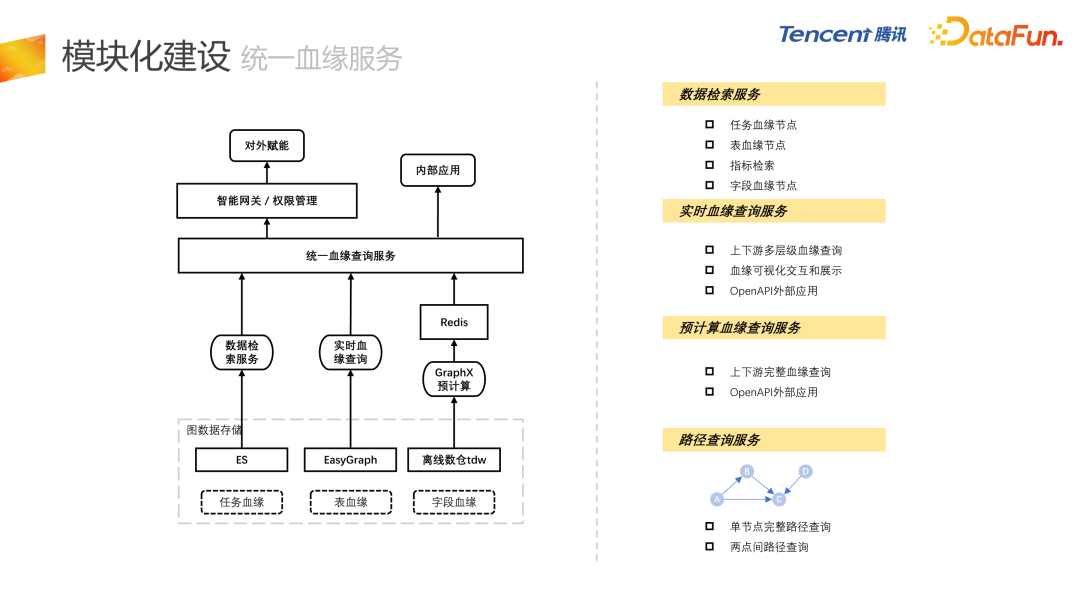 模块化建设 统一血缘服务
Tencent 腾讯
DataFun.
对外赋能
内部应用
智能网关 / 权限管理
统一血缘查询服务
Redis
数据检
索服务
实时血
缘查询
GraphX
预计算
图数据存储
ES
EasyGraph
离线数仓tdw
任务血缘
表血缘
字段血缘
数据检索服务
任务血缘节点
表血缘节点
指标检索
字段血缘节点
实时血缘查询服务
上下游多层级血缘查询
血缘可视化交互和展示
OpenAPI外部应用
预计算血缘查询服务
上下游完整血缘查询
OpenAPI外部应用
路径查询服务
B
D
A
C
单节点完整路径查询
两点间路径查询